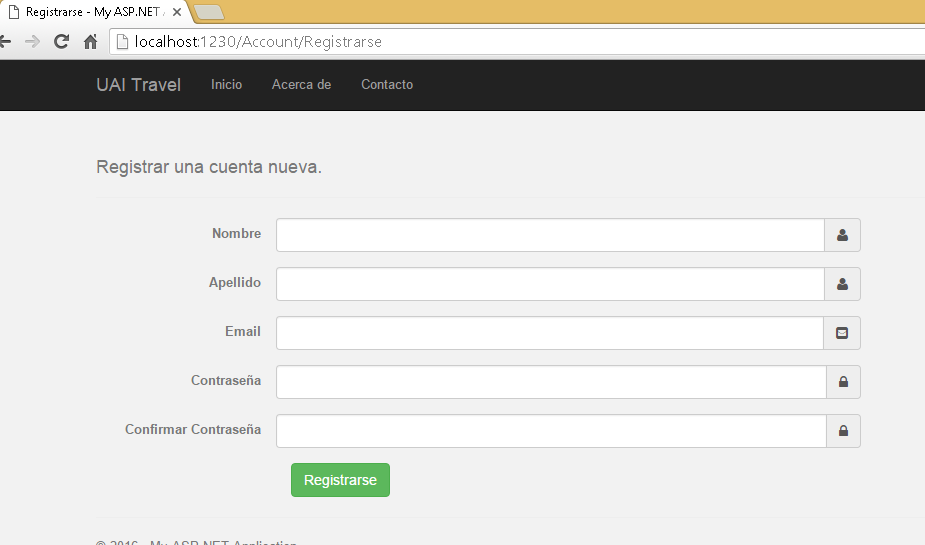 Registrarse - My ASP.NET
localhost:1230/Account/Registrarse
UAI Travel Inicio Acerca de Contacto
Registrar una cuenta nueva.
Nombre
Apellido
Email
Contraseña
Confirmar Contraseña
Registrarse
© 2016 - My ASP.NET Application